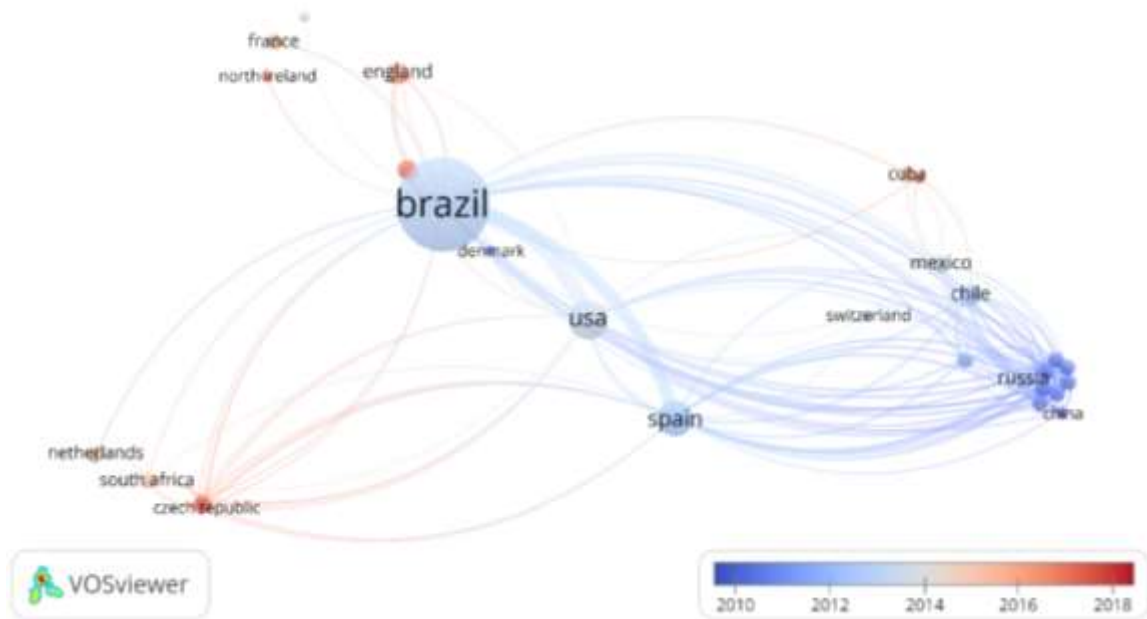 france
north ireland
england
brazil
cuba
denmark
mexico
chile
usa
switzerland
russia
china
spain
netherlands
south africa
czech republic
VOSviewer
2010 2012 2014 2016 2018